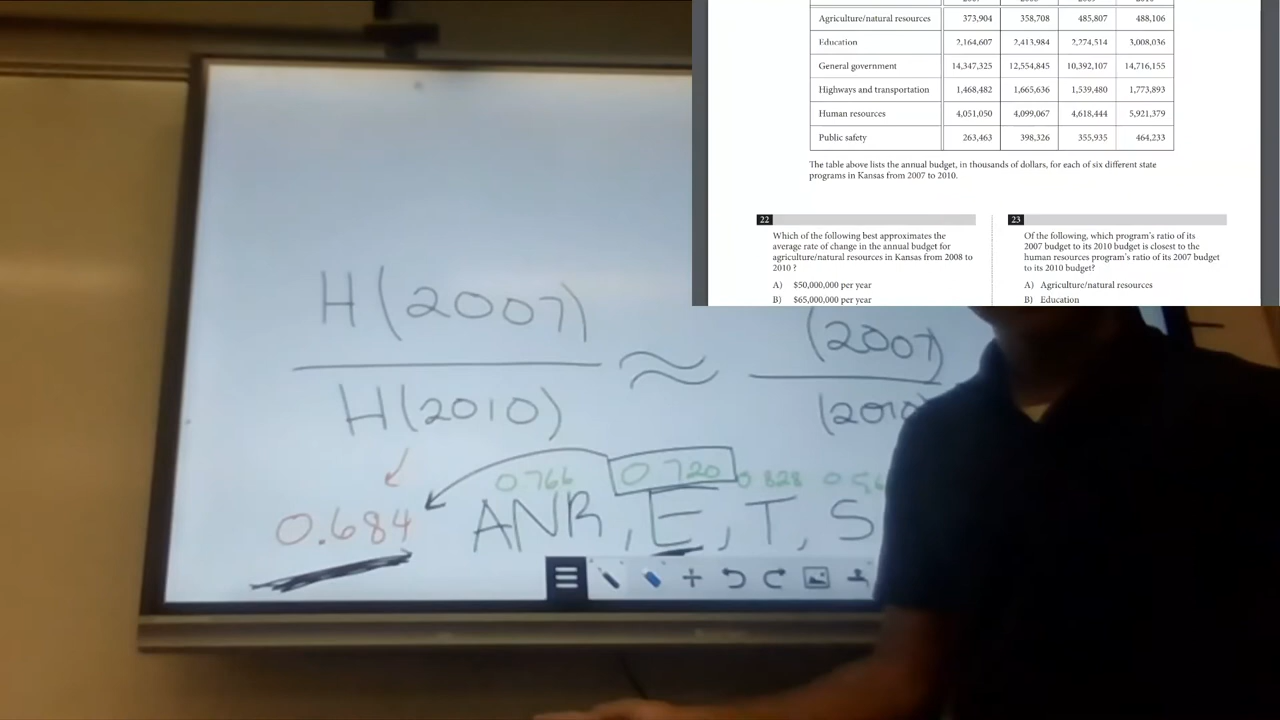 Agriculture/natural resources 373,904 358,708 485,807 488,106
Education 2,164,607 2,413,984 2,274,514 3,008,036
General government 14,347,325 12,554,845 10,392,107 14,716,155
Highways and transportation 1,468,482 1,665,636 1,539,480 1,773,893
Human resources 4,051,050 4,099,067 4,618,444 5,921,379
Public safety 263,463 398,326 355,935 464,233
The table above lists the annual budget, in thousands of dollars, for each of six different state
programs in Kansas from 2007 to 2010.
22
Which of the following best approximates the
average rate of change in the annual budget for
agriculture/natural resources in Kansas from 2008 to
2010 ?
A) $50,000,000 per year
B) $65,000,000 per year
23
Of the following, which program's ratio of its
2007 budget to its 2010 budget is closest to the
human resources program's ratio of its 2007 budget
to its 2010 budget?
A) Agriculture/natural resources
B) Education
H(2007) ≈ (2007)
H(2010) (2010
0.766 0.720 0.828
0.684 ANR, E, T, S